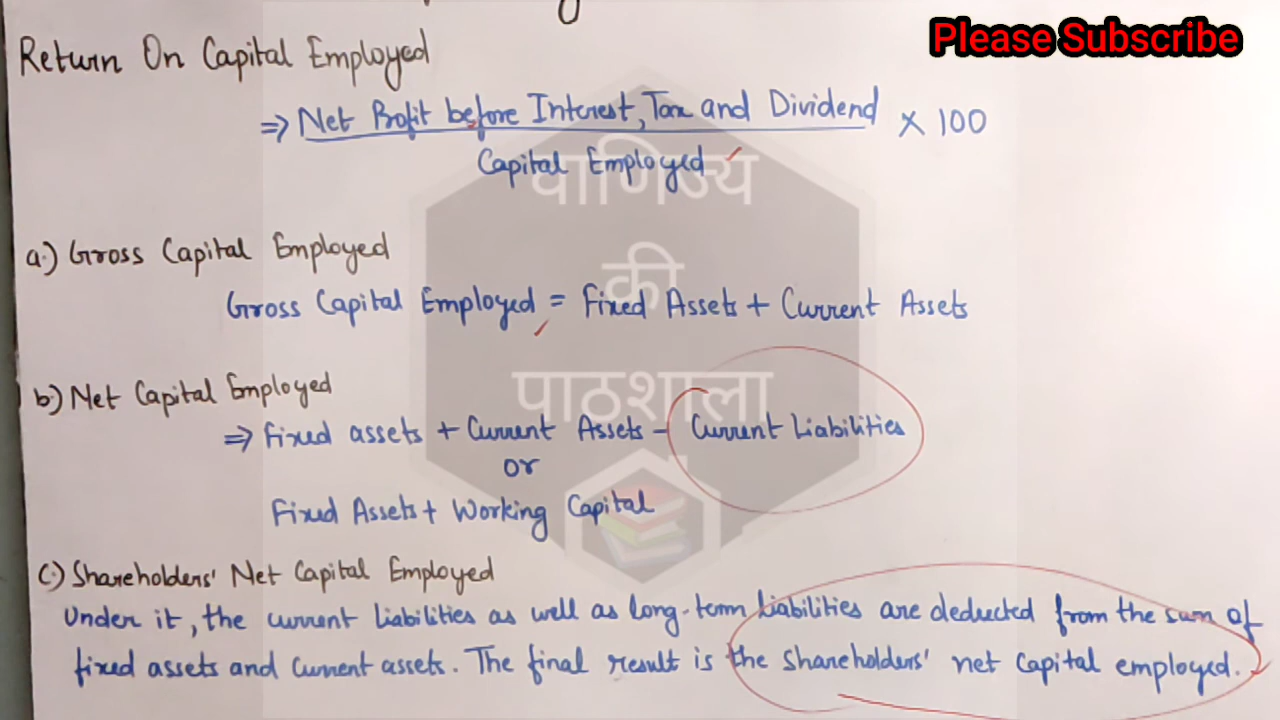 Please Subscribe
Return On Capital Employed
⇒ Net Profit before Interest, Tax and Dividend × 100
Capital Employed
a.) Gross Capital Employed
Gross Capital Employed = Fixed Assets + Current Assets
b.) Net Capital Employed
⇒ Fixed assets + Current Assets - Current Liabilities
or
Fixed Assets + Working Capital
c.) Shareholders' Net Capital Employed
Under it, the current liabilities as well as long-term liabilities are deducted from the sum of
fixed assets and current assets. The final result is the shareholders' net capital employed.
वाणिज्य
की
पाठशाला